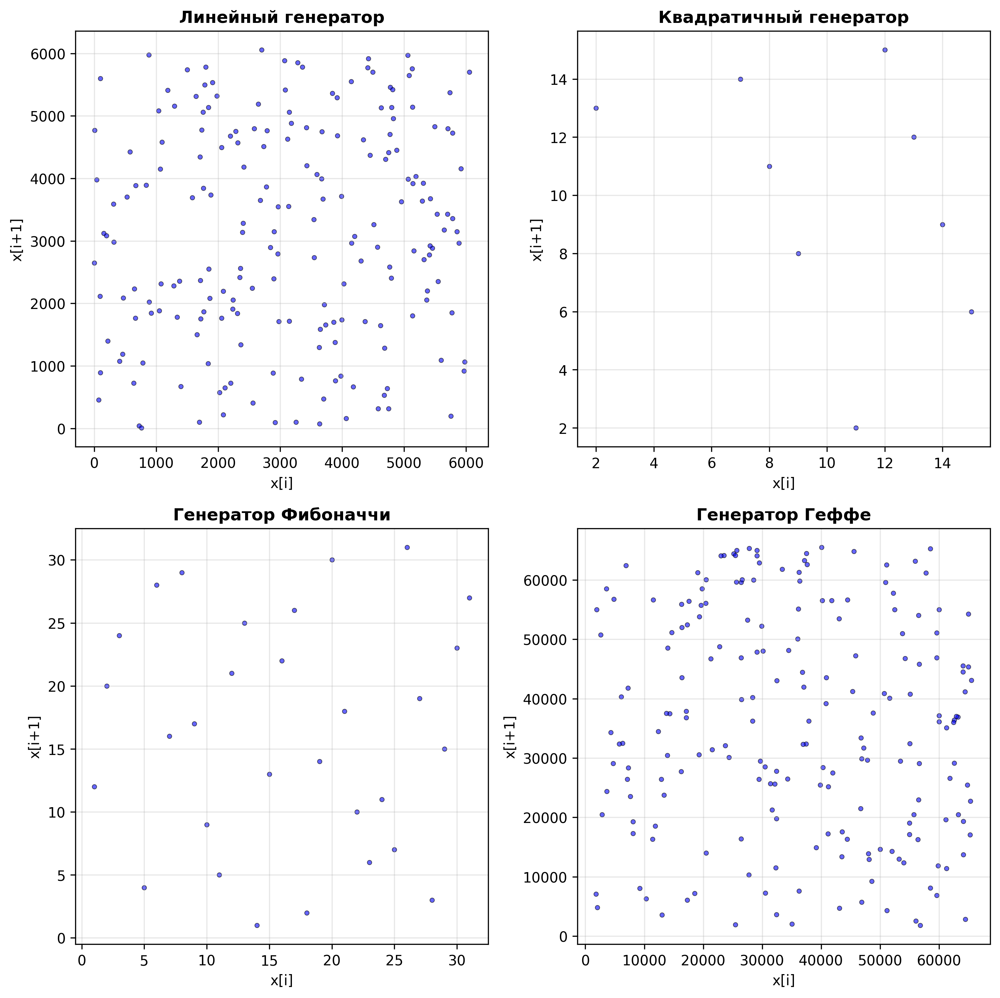 Линейный генератор
6000
5000
4000
3000
2000
1000
0
x[i+1]
0 1000 2000 3000 4000 5000 6000
x[i]
Квадратичный генератор
14
12
10
8
6
4
2
x[i+1]
2 4 6 8 10 12 14
x[i]
Генератор Фибоначчи
30
25
20
15
10
5
0
x[i+1]
0 5 10 15 20 25 30
x[i]
Генератор Геффе
60000
50000
40000
30000
20000
10000
0
x[i+1]
0 10000 20000 30000 40000 50000 60000
x[i]